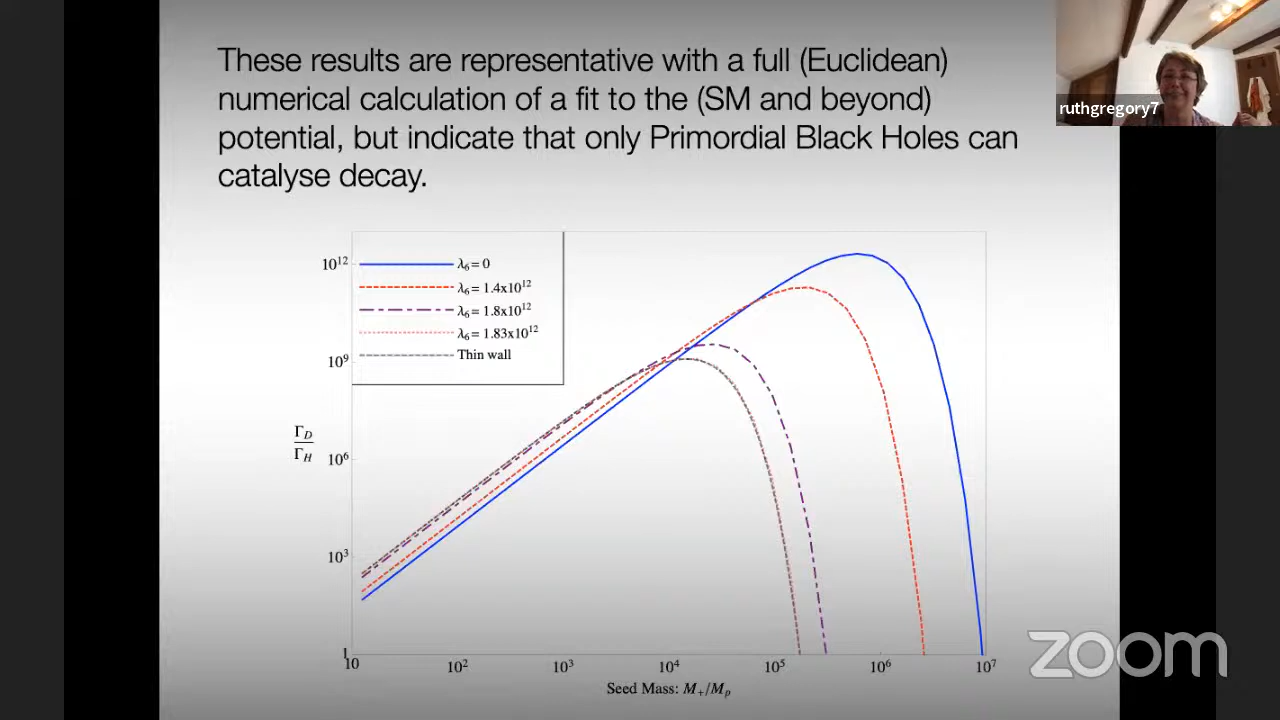 These results are representative with a full (Euclidean)
numerical calculation of a fit to the (SM and beyond)
potential, but indicate that only Primordial Black Holes can
catalyse decay.
ruthgregory7
10¹²
10⁹
10⁶
10³
1
Γ_D
Γ_H
λ₆ = 0
λ₆ = 1.4x10¹²
λ₆ = 1.8x10¹²
λ₆ = 1.83x10¹²
Thin wall
10 10² 10³ 10⁴ 10⁵ 10⁶ 10⁷
Seed Mass: M₊/Mₚ
zoom